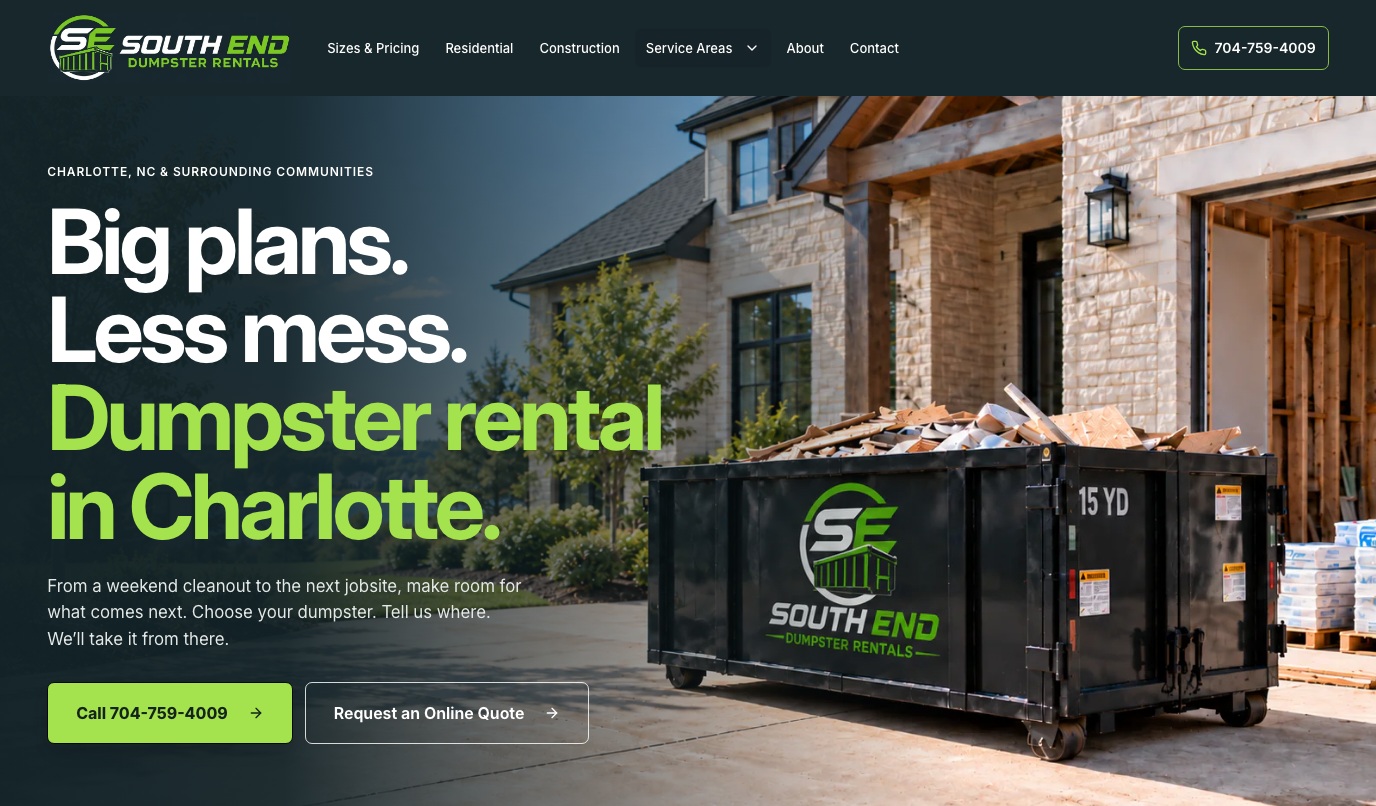 SE SOUTH END
DUMPSTER RENTALS
Sizes & Pricing
Residential
Construction
Service Areas
About
Contact
704-759-4009
CHARLOTTE, NC & SURROUNDING COMMUNITIES
Big plans.
Less mess.
Dumpster rental
in Charlotte.
From a weekend cleanout to the next jobsite, make room for
what comes next. Choose your dumpster. Tell us where.
We’ll take it from there.
Call 704-759-4009
Request an Online Quote
15 YD
SE
SOUTH END
DUMPSTER RENTALS